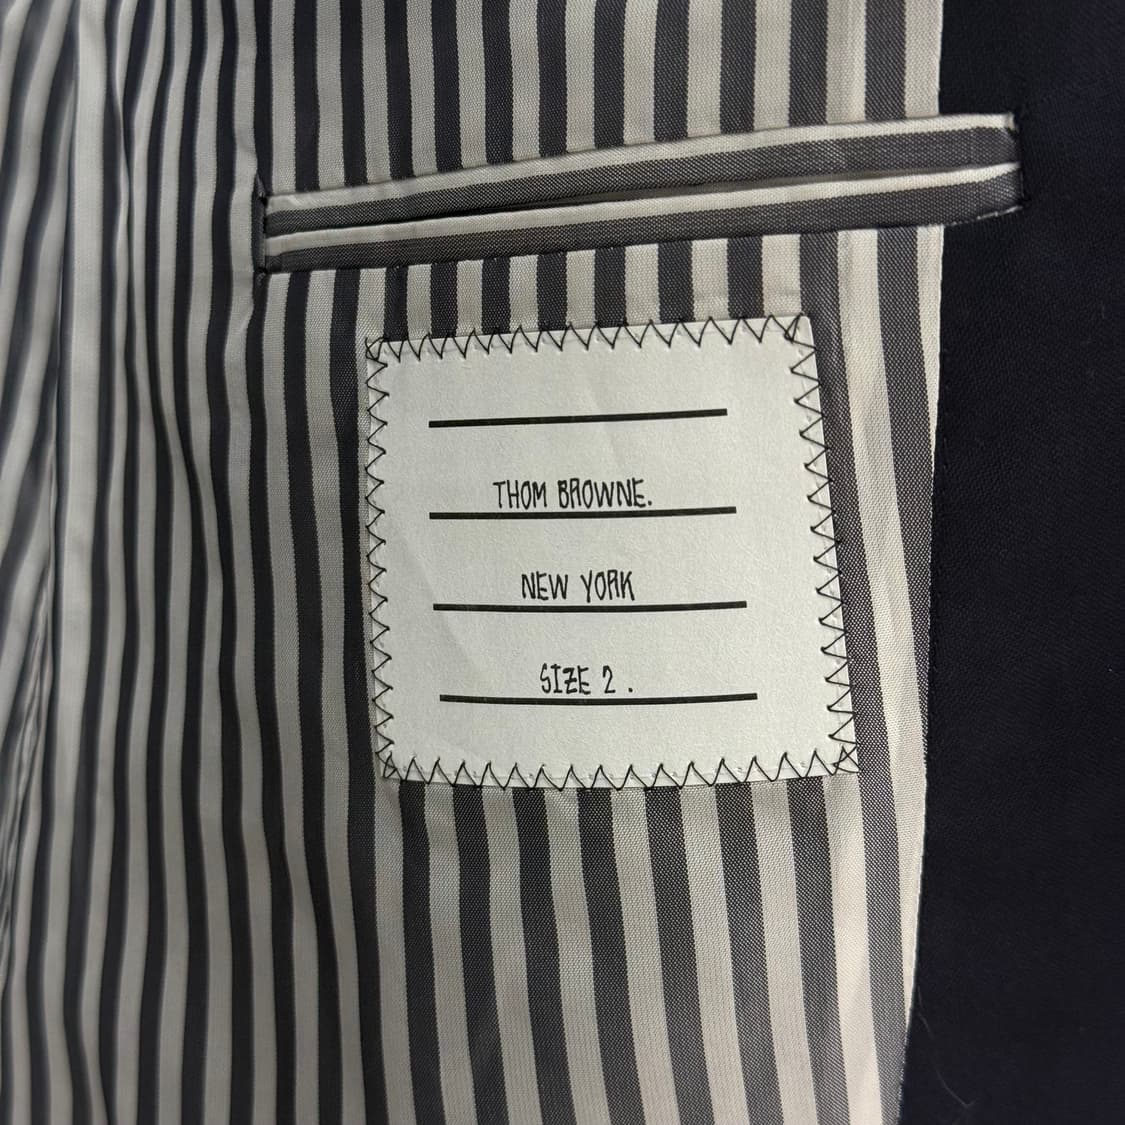 THOM BROWNE.
NEW YORK
SIZE 2 .